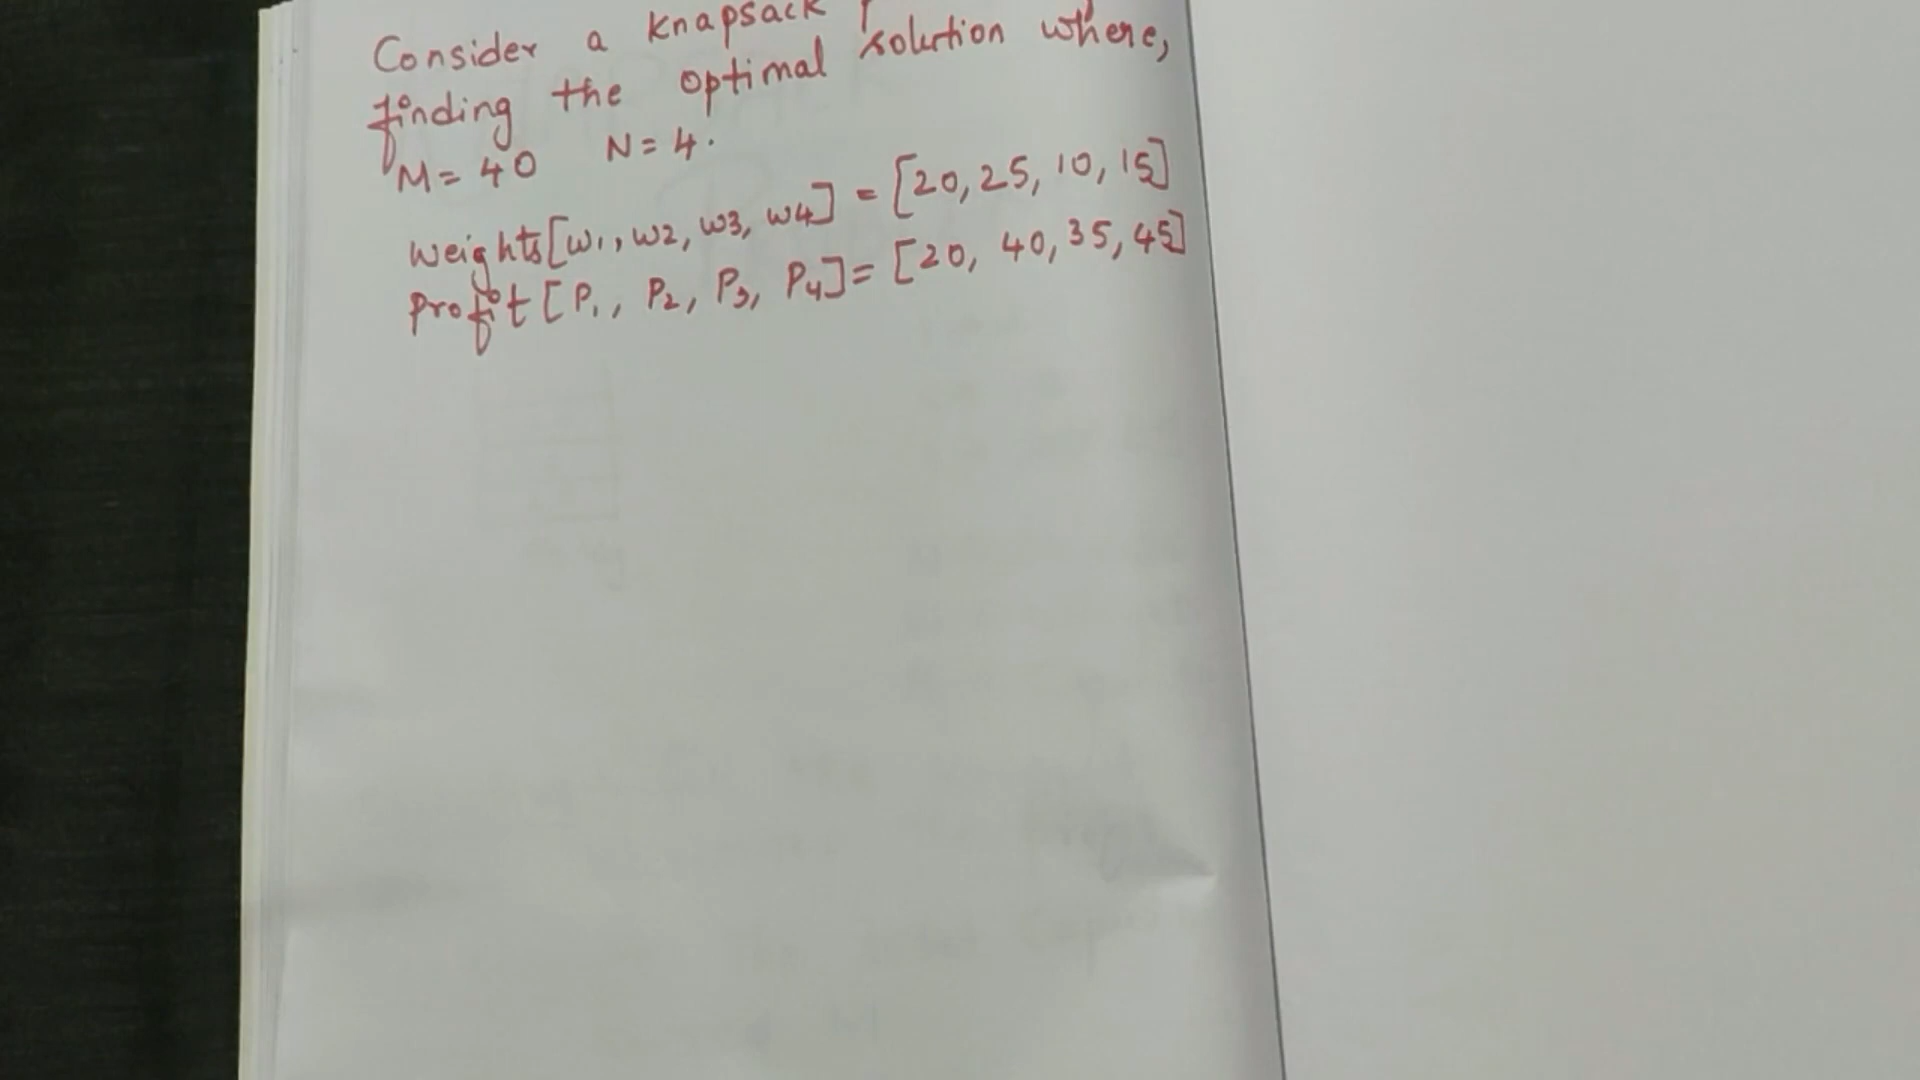 Consider a knapsack
finding the optimal solution where,
M = 40 N = 4.
Weights [w1, w2, w3, w4] = [20, 25, 10, 15]
Profit [P1, P2, P3, P4] = [20, 40, 35, 45]